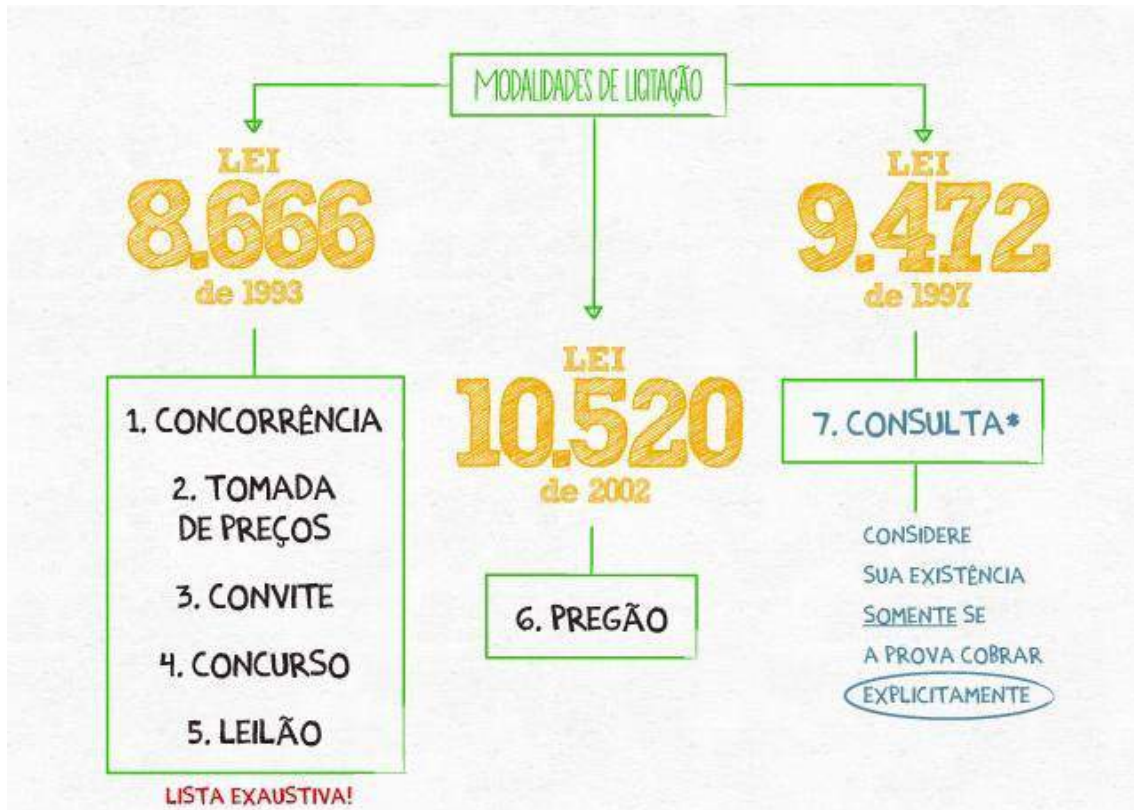 MODALIDADES DE LICITAÇÃO
LEI
8.666
de 1993
1. CONCORRÊNCIA
2. TOMADA
DE PREÇOS
3. CONVITE
4. CONCURSO
5. LEILÃO
LISTA EXAUSTIVA!
LEI
10.520
de 2002
6. PREGÃO
LEI
9.472
de 1997
7. CONSULTA*
CONSIDERE
SUA EXISTÊNCIA
SOMENTE SE
A PROVA COBRAR
EXPLICITAMENTE